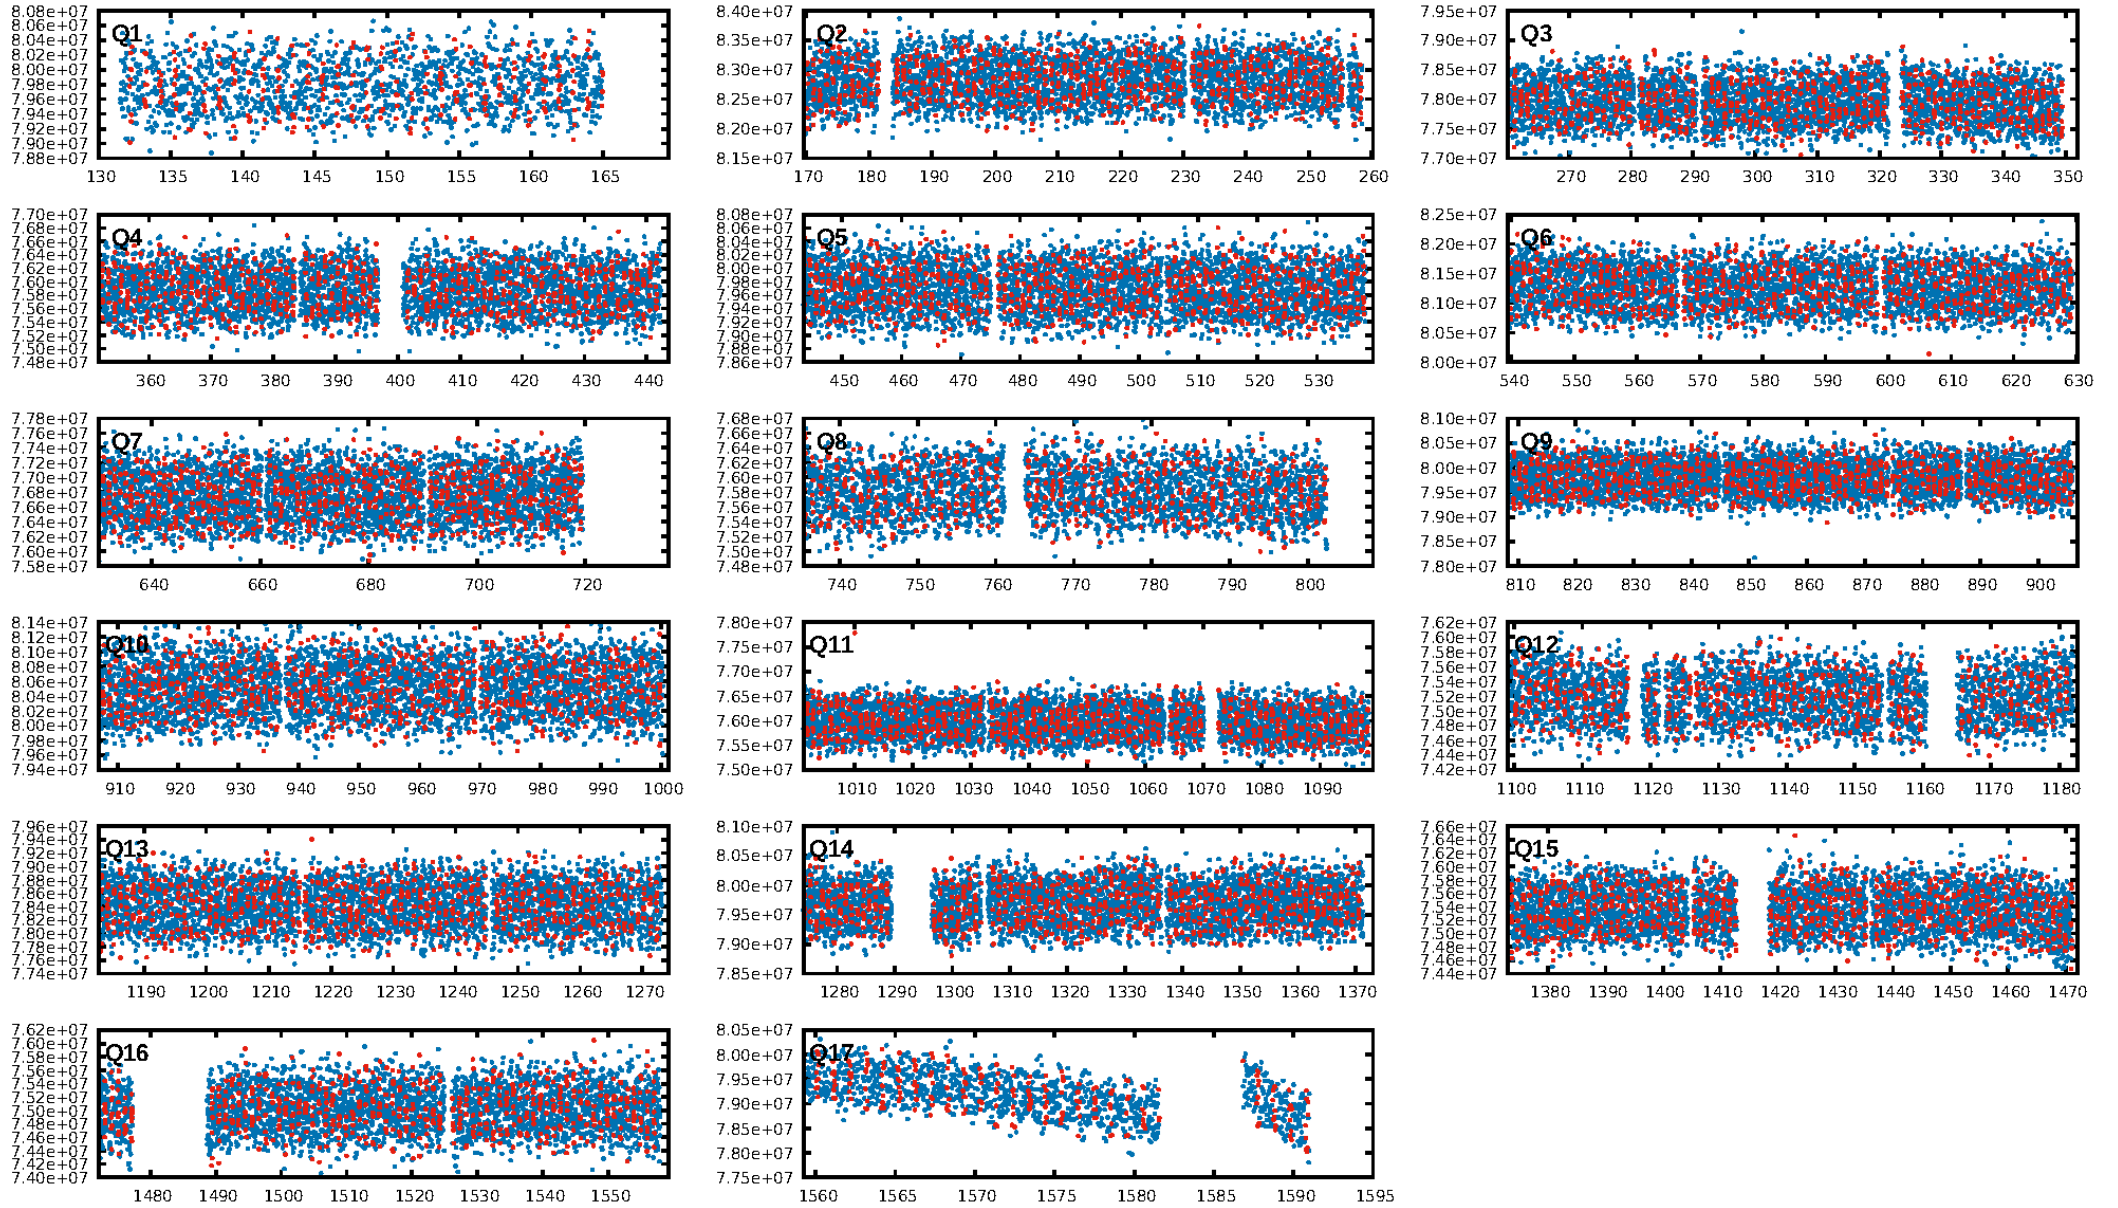 8.08e+07
8.06e+07
8.04e+07
8.02e+07
8.00e+07
7.98e+07
7.96e+07
7.94e+07
7.92e+07
7.90e+07
7.88e+07
Q1
130 135 140 145 150 155 160 165
8.40e+07
8.35e+07
8.30e+07
8.25e+07
8.20e+07
8.15e+07
Q2
170 180 190 200 210 220 230 240 250 260
7.95e+07
7.90e+07
7.85e+07
7.80e+07
7.75e+07
7.70e+07
Q3
270 280 290 300 310 320 330 340 350
7.70e+07
7.68e+07
7.66e+07
7.64e+07
7.62e+07
7.60e+07
7.58e+07
7.56e+07
7.54e+07
7.52e+07
7.50e+07
7.48e+07
Q4
360 370 380 390 400 410 420 430 440
8.08e+07
8.06e+07
8.04e+07
8.02e+07
8.00e+07
7.98e+07
7.96e+07
7.94e+07
7.92e+07
7.90e+07
7.88e+07
7.86e+07
Q5
450 460 470 480 490 500 510 520 530
8.25e+07
8.20e+07
8.15e+07
8.10e+07
8.05e+07
8.00e+07
Q6
540 550 560 570 580 590 600 610 620 630
7.78e+07
7.76e+07
7.74e+07
7.72e+07
7.70e+07
7.68e+07
7.66e+07
7.64e+07
7.62e+07
7.60e+07
7.58e+07
Q7
640 660 680 700 720
7.68e+07
7.66e+07
7.64e+07
7.62e+07
7.60e+07
7.58e+07
7.56e+07
7.54e+07
7.52e+07
7.50e+07
7.48e+07
Q8
740 750 760 770 780 790 800
8.10e+07
8.05e+07
8.00e+07
7.95e+07
7.90e+07
7.85e+07
7.80e+07
Q9
810 820 830 840 850 860 870 880 890 900
8.14e+07
8.12e+07
8.10e+07
8.08e+07
8.06e+07
8.04e+07
8.02e+07
8.00e+07
7.98e+07
7.96e+07
7.94e+07
Q10
910 920 930 940 950 960 970 980 990 1000
7.80e+07
7.75e+07
7.70e+07
7.65e+07
7.60e+07
7.55e+07
7.50e+07
Q11
1010 1020 1030 1040 1050 1060 1070 1080 1090
7.62e+07
7.60e+07
7.58e+07
7.56e+07
7.54e+07
7.52e+07
7.50e+07
7.48e+07
7.46e+07
7.44e+07
7.42e+07
Q12
1100 1110 1120 1130 1140 1150 1160 1170 1180
7.96e+07
7.94e+07
7.92e+07
7.90e+07
7.88e+07
7.86e+07
7.84e+07
7.82e+07
7.80e+07
7.78e+07
7.76e+07
7.74e+07
Q13
1190 1200 1210 1220 1230 1240 1250 1260 1270
8.10e+07
8.05e+07
8.00e+07
7.95e+07
7.90e+07
7.85e+07
Q14
1280 1290 1300 1310 1320 1330 1340 1350 1360 1370
7.66e+07
7.64e+07
7.62e+07
7.60e+07
7.58e+07
7.56e+07
7.54e+07
7.52e+07
7.50e+07
7.48e+07
7.46e+07
7.44e+07
Q15
1380 1390 1400 1410 1420 1430 1440 1450 1460 1470
7.62e+07
7.60e+07
7.58e+07
7.56e+07
7.54e+07
7.52e+07
7.50e+07
7.48e+07
7.46e+07
7.44e+07
7.42e+07
7.40e+07
Q16
1480 1490 1500 1510 1520 1530 1540 1550
8.05e+07
8.00e+07
7.95e+07
7.90e+07
7.85e+07
7.80e+07
7.75e+07
Q17
1560 1565 1570 1575 1580 1585 1590 1595